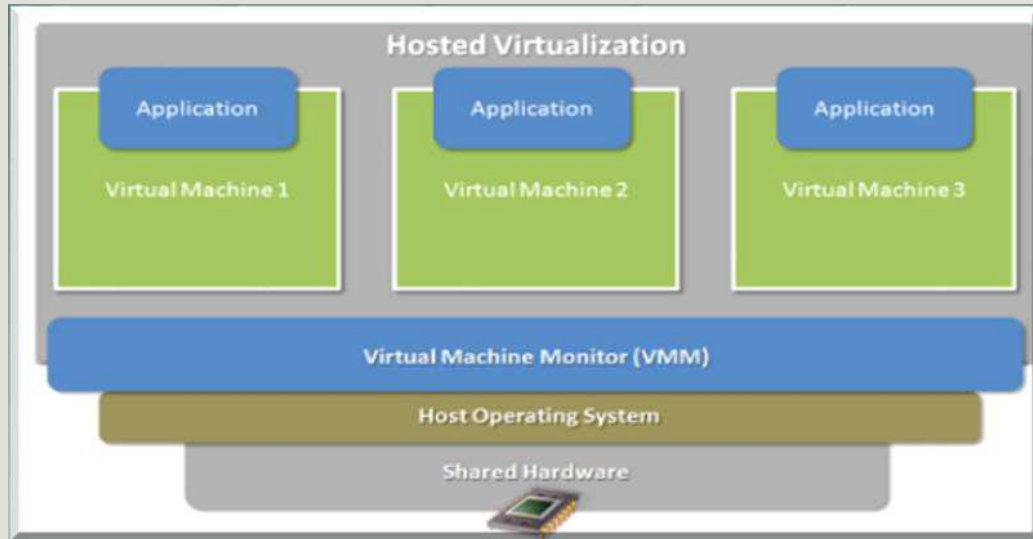 Hosted Virtualization
Application Application Application
Virtual Machine 1 Virtual Machine 2 Virtual Machine 3
Virtual Machine Monitor (VMM)
Host Operating System
Shared Hardware